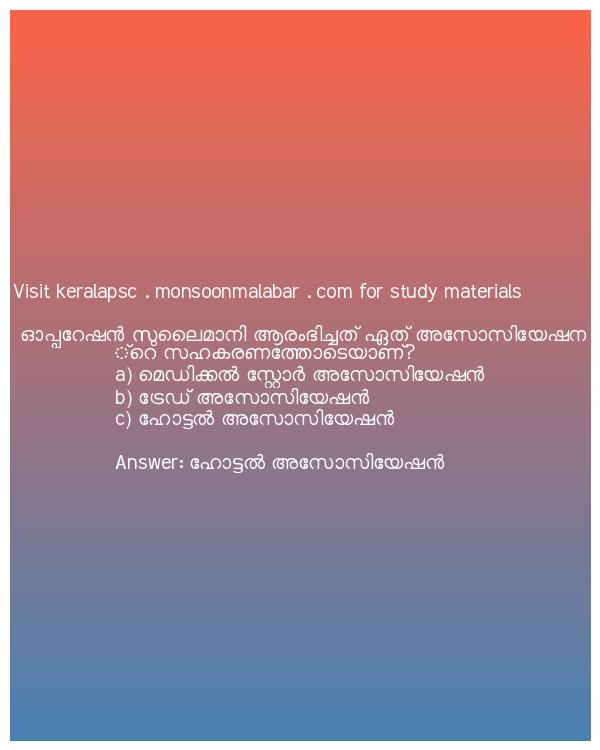 Visit keralapsc . monsoonmalabar . com for study materials
ഓപ്പറേഷൻ സുലൈമാനി ആരംഭിച്ചത് ഏത് അസോസിയേഷന
്റെ സഹകരണത്തോടെയാണ്?
a) മെഡിക്കൽ സ്റ്റോർ അസോസിയേഷൻ
b) ട്രേഡ് അസോസിയേഷൻ
c) ഹോട്ടൽ അസോസിയേഷൻ
Answer: ഹോട്ടൽ അസോസിയേഷൻ